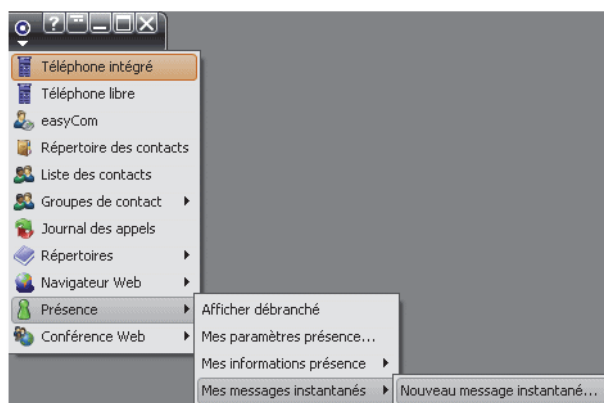 Téléphone intégré
Téléphone libre
easyCom
Répertoire des contacts
Liste des contacts
Groupes de contact
Journal des appels
Répertoires
Navigateur Web
Présence
Conférence Web
Afficher débranché
Mes paramètres présence...
Mes informations présence
Mes messages instantanés
Nouveau message instantané...